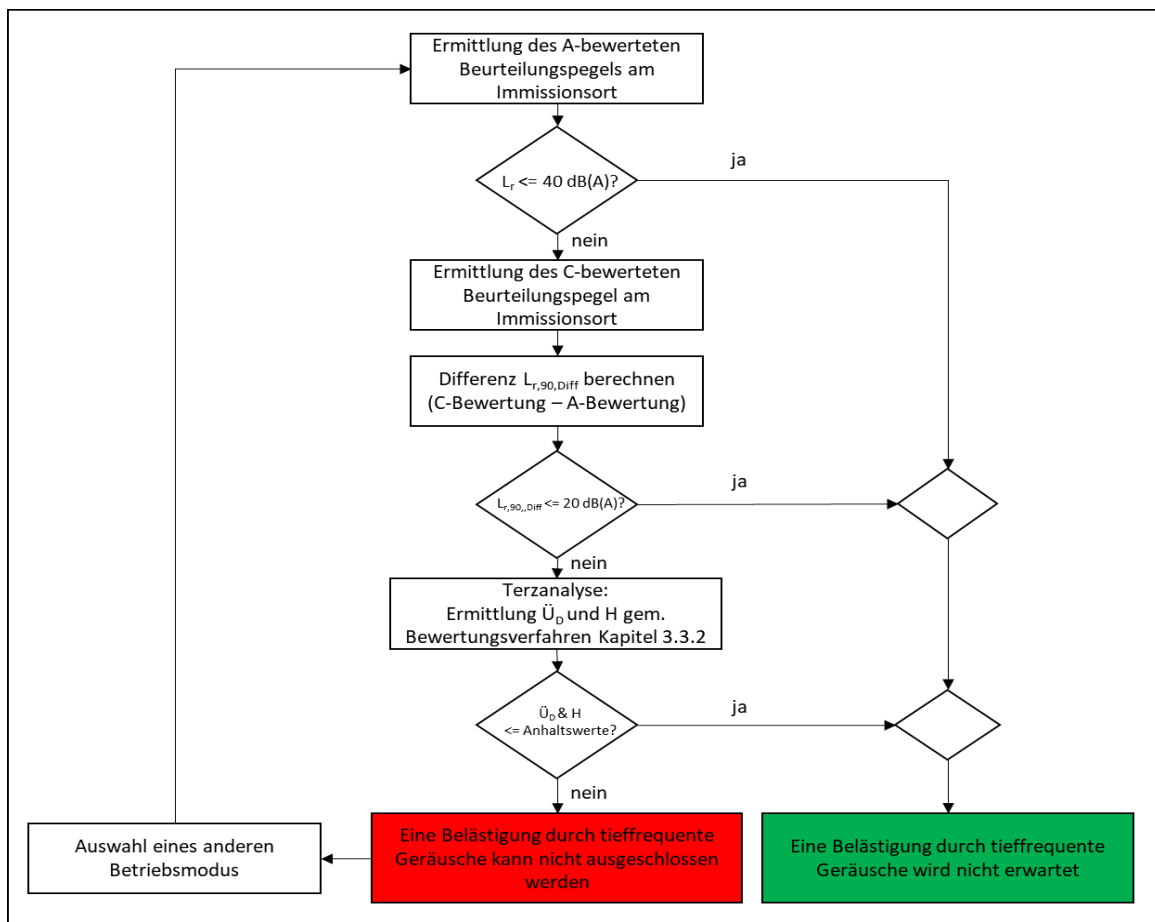 Ermittlung des A-bewerteten
Beurteilungspegels am
Immissionsort
ja
Lr <= 40 dB(A)?
nein
Ermittlung des C-bewerteten
Beurteilungspegel am
Immissionsort
Differenz Lr,90,Diff berechnen
(C-Bewertung – A-Bewertung)
ja
Lr,90,,Diff <= 20 dB(A)?
nein
Terzanalyse:
Ermittlung ÜD und H gem.
Bewertungsverfahren Kapitel 3.3.2
ÜD & H
<= Anhaltswerte?
ja
nein
Auswahl eines anderen
Betriebsmodus
Eine Belästigung durch tieffrequente
Geräusche kann nicht ausgeschlossen
werden
Eine Belästigung durch tieffrequente
Geräusche wird nicht erwartet